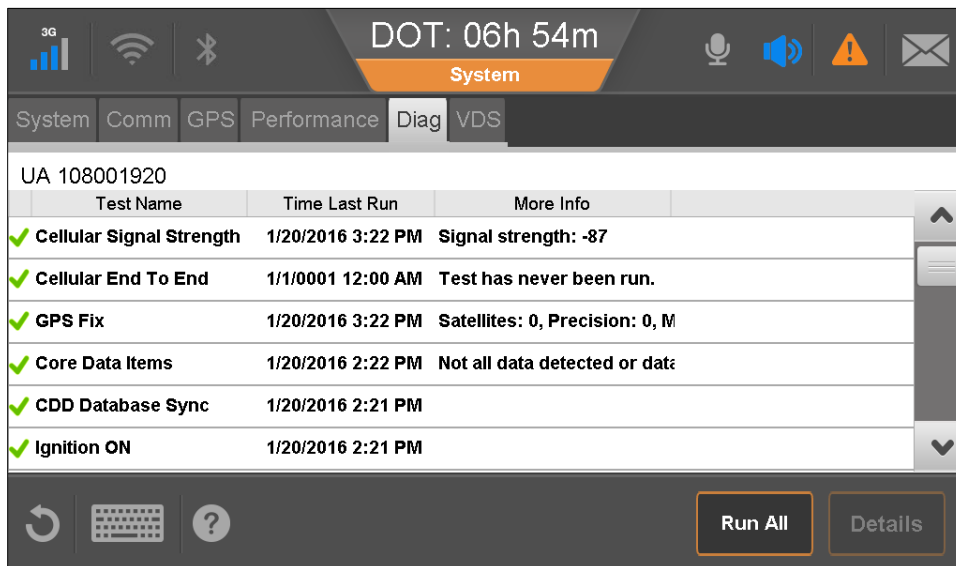 3G
DOT: 06h 54m
System
System Comm GPS Performance Diag VDS
UA 108001920
Test Name Time Last Run More Info
Cellular Signal Strength 1/20/2016 3:22 PM Signal strength: -87
Cellular End To End 1/1/0001 12:00 AM Test has never been run.
GPS Fix 1/20/2016 3:22 PM Satellites: 0, Precision: 0, M
Core Data Items 1/20/2016 2:22 PM Not all data detected or data
CDD Database Sync 1/20/2016 2:21 PM
Ignition ON 1/20/2016 2:21 PM
? Run All Details